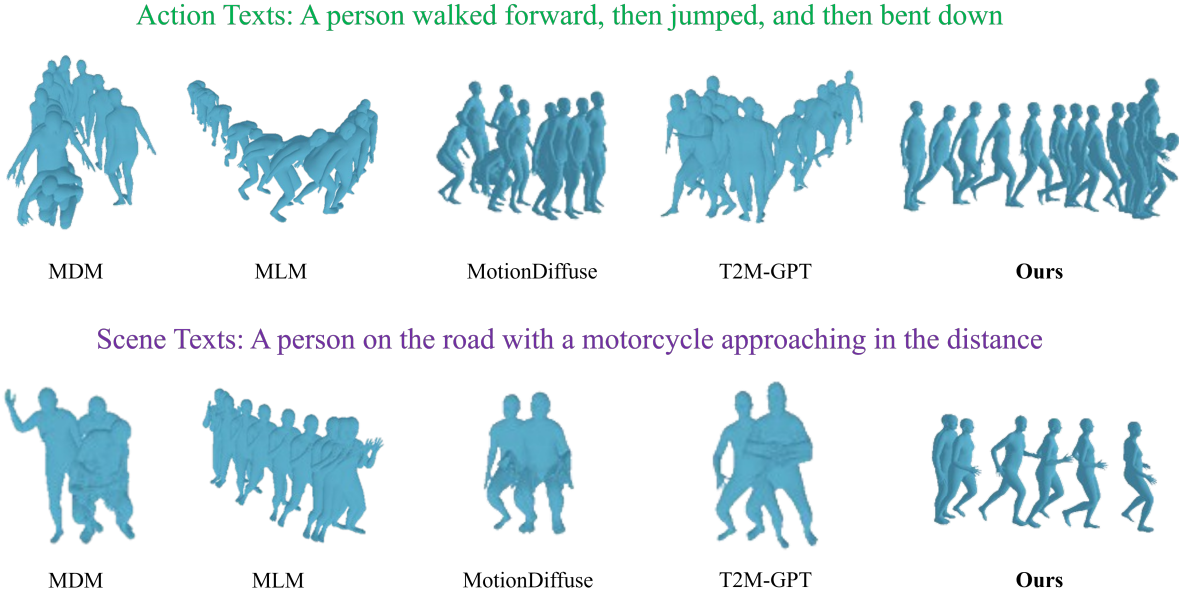 Action Texts: A person walked forward, then jumped, and then bent down
MDM MLM MotionDiffuse T2M-GPT Ours
Scene Texts: A person on the road with a motorcycle approaching in the distance
MDM MLM MotionDiffuse T2M-GPT Ours